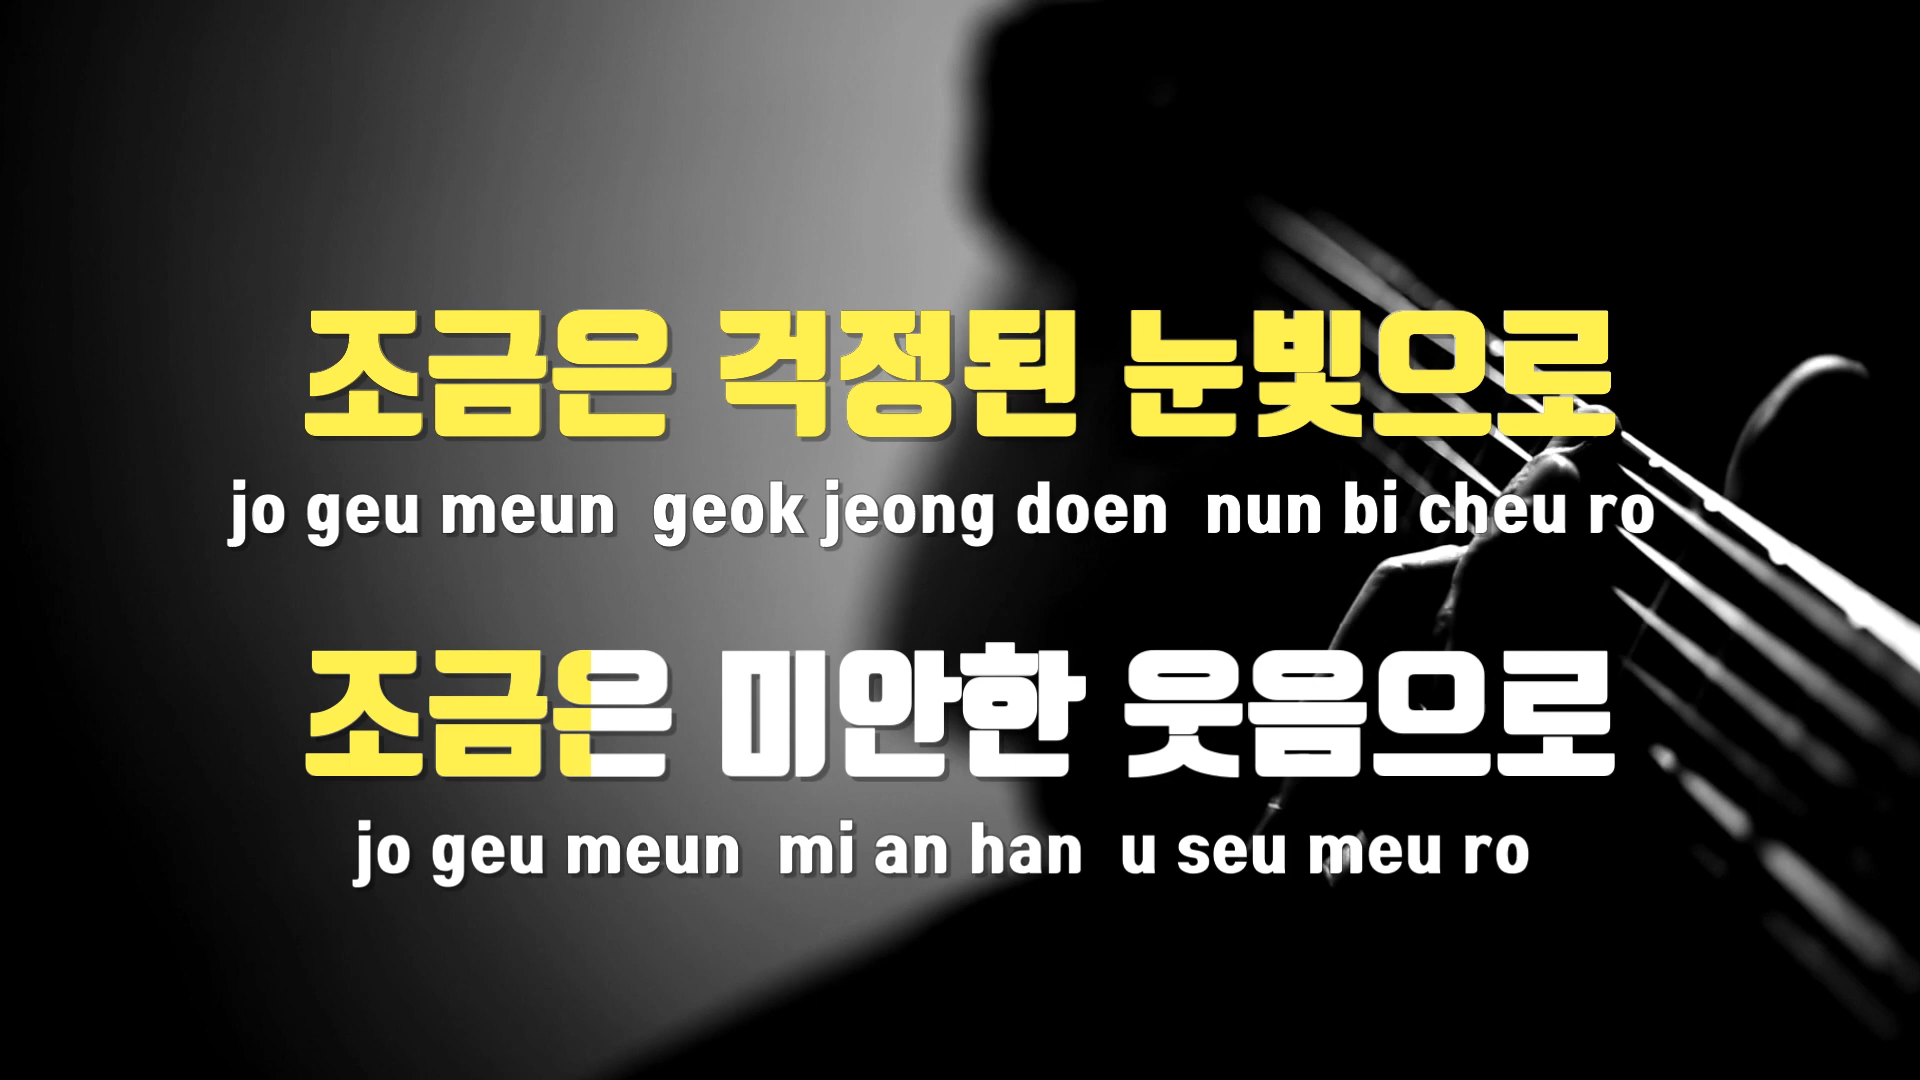 조금은 걱정된 눈빛으로
jo geu meun geok jeong doen nun bi cheu ro
조금은 미안한 웃음으로
jo geu meun mi an han u seu meu ro